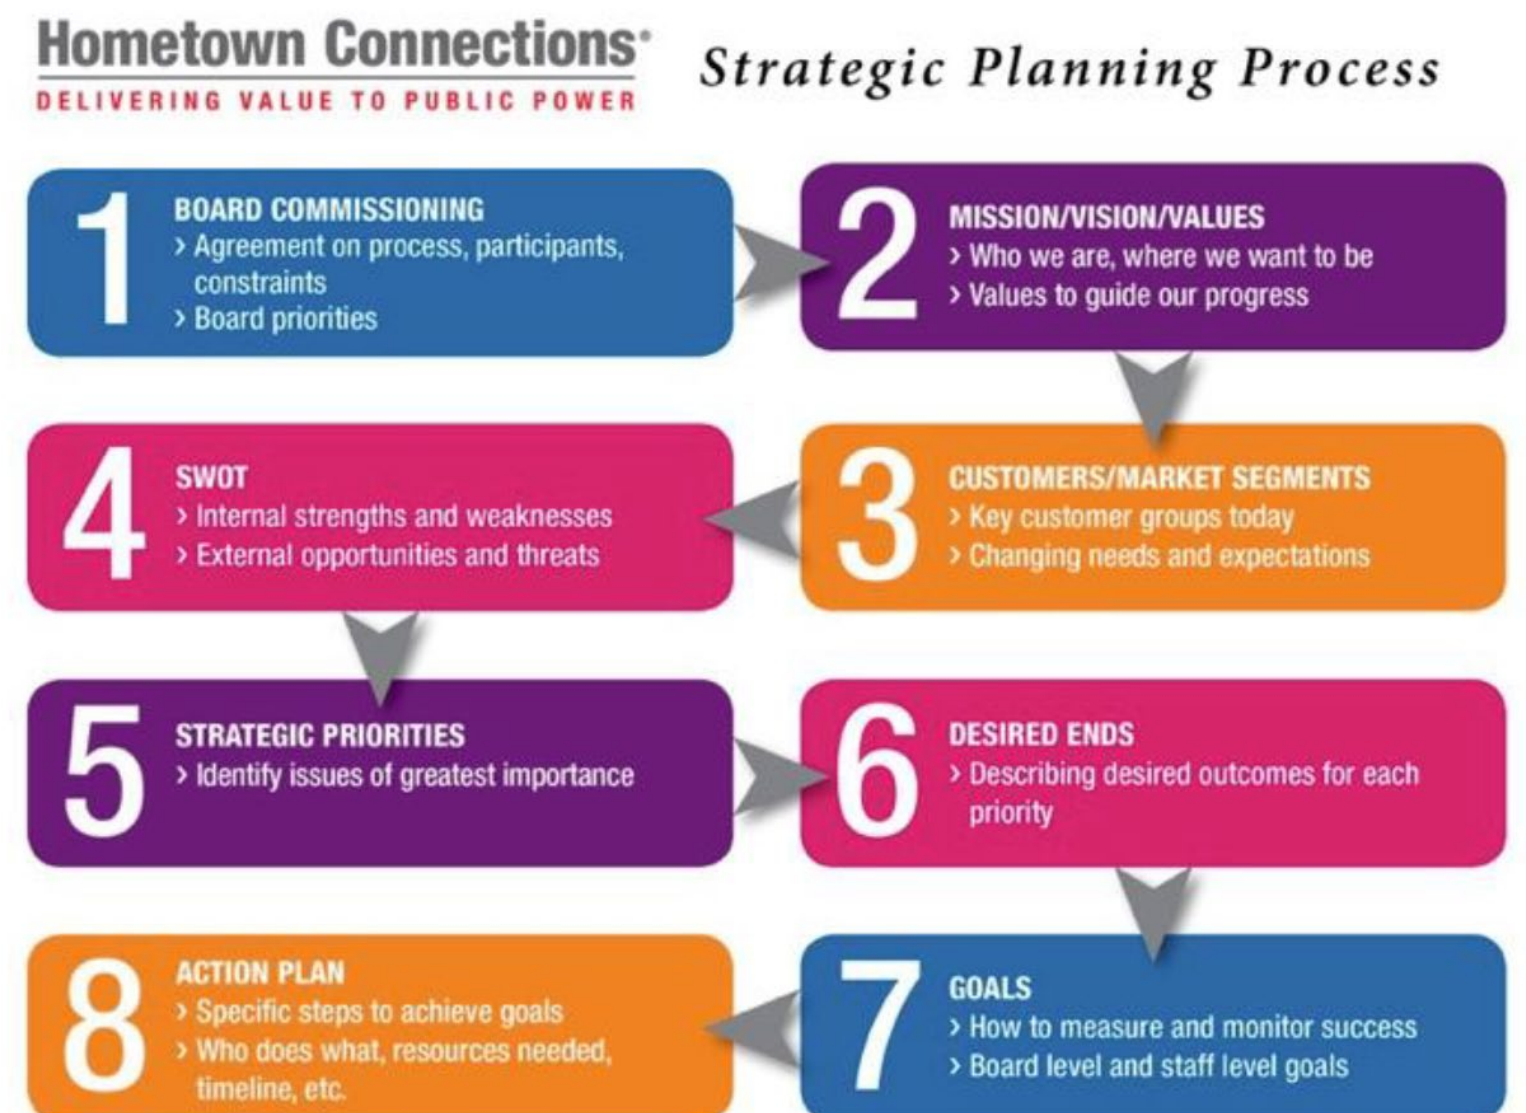 Hometown Connections®
DELIVERING VALUE TO PUBLIC POWER
Strategic Planning Process
1
BOARD COMMISSIONING
› Agreement on process, participants,
constraints
› Board priorities
2
MISSION/VISION/VALUES
› Who we are, where we want to be
› Values to guide our progress
3
CUSTOMERS/MARKET SEGMENTS
› Key customer groups today
› Changing needs and expectations
4
SWOT
› Internal strengths and weaknesses
› External opportunities and threats
5
STRATEGIC PRIORITIES
› Identify issues of greatest importance
6
DESIRED ENDS
› Describing desired outcomes for each
priority
7
GOALS
› How to measure and monitor success
› Board level and staff level goals
8
ACTION PLAN
› Specific steps to achieve goals
› Who does what, resources needed,
timeline, etc.